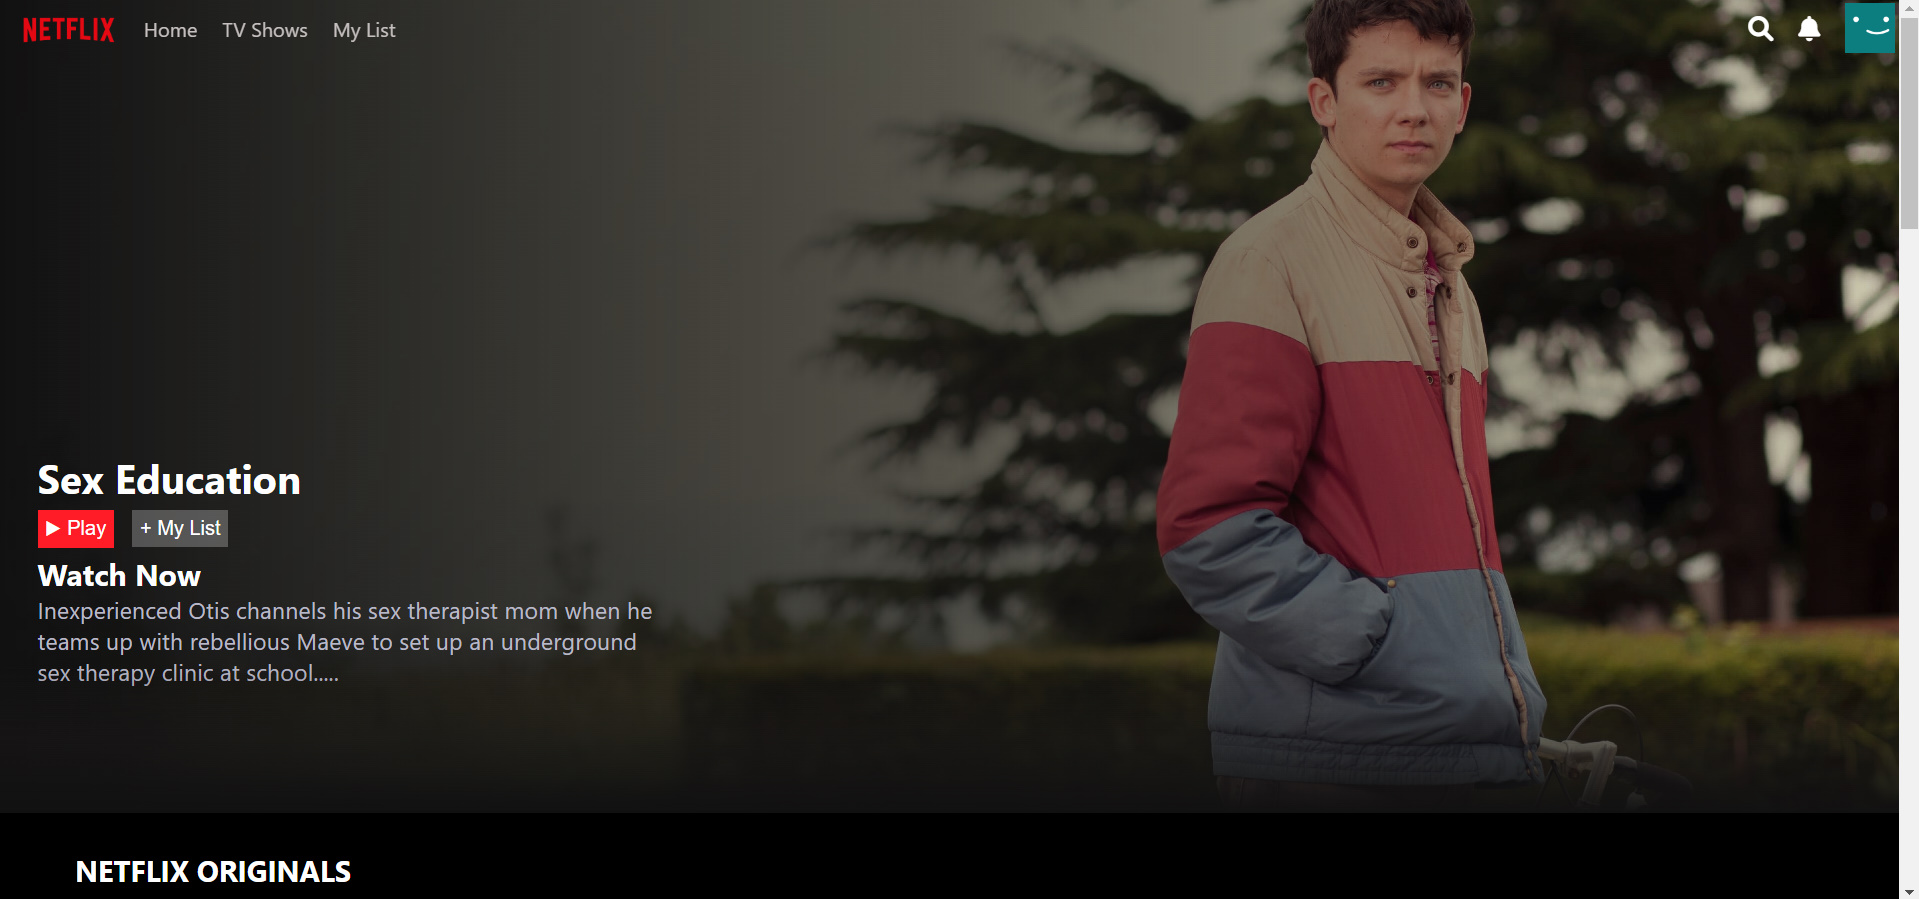 NETFLIX Home TV Shows My List
Sex Education
Play + My List
Watch Now
Inexperienced Otis channels his sex therapist mom when he
teams up with rebellious Maeve to set up an underground
sex therapy clinic at school.....
NETFLIX ORIGINALS